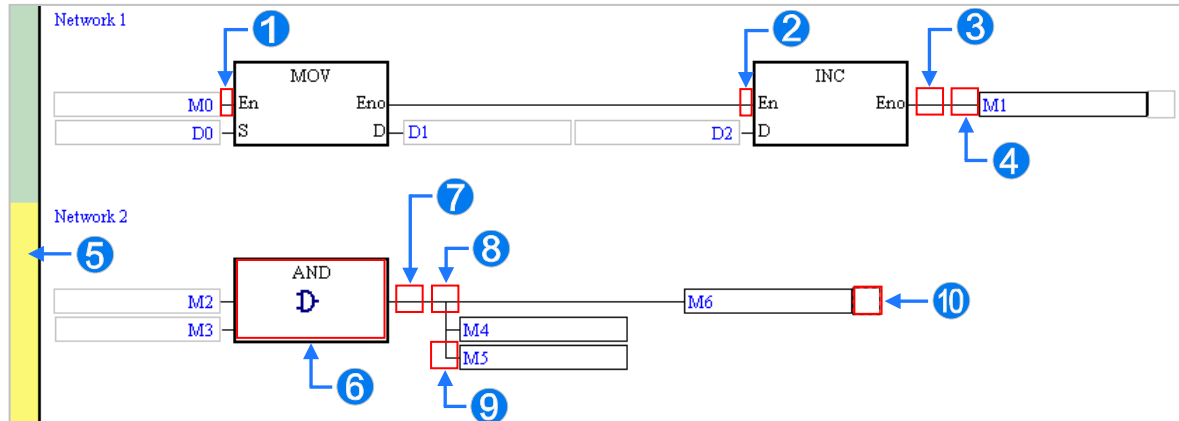 Network 1
1 2 3
MOV INC
M0 En Eno En Eno M1
D0 S D D1 D2 D
4
Network 2
7
5 8
AND
M2 M6 10
M3 M4
M5
6 9